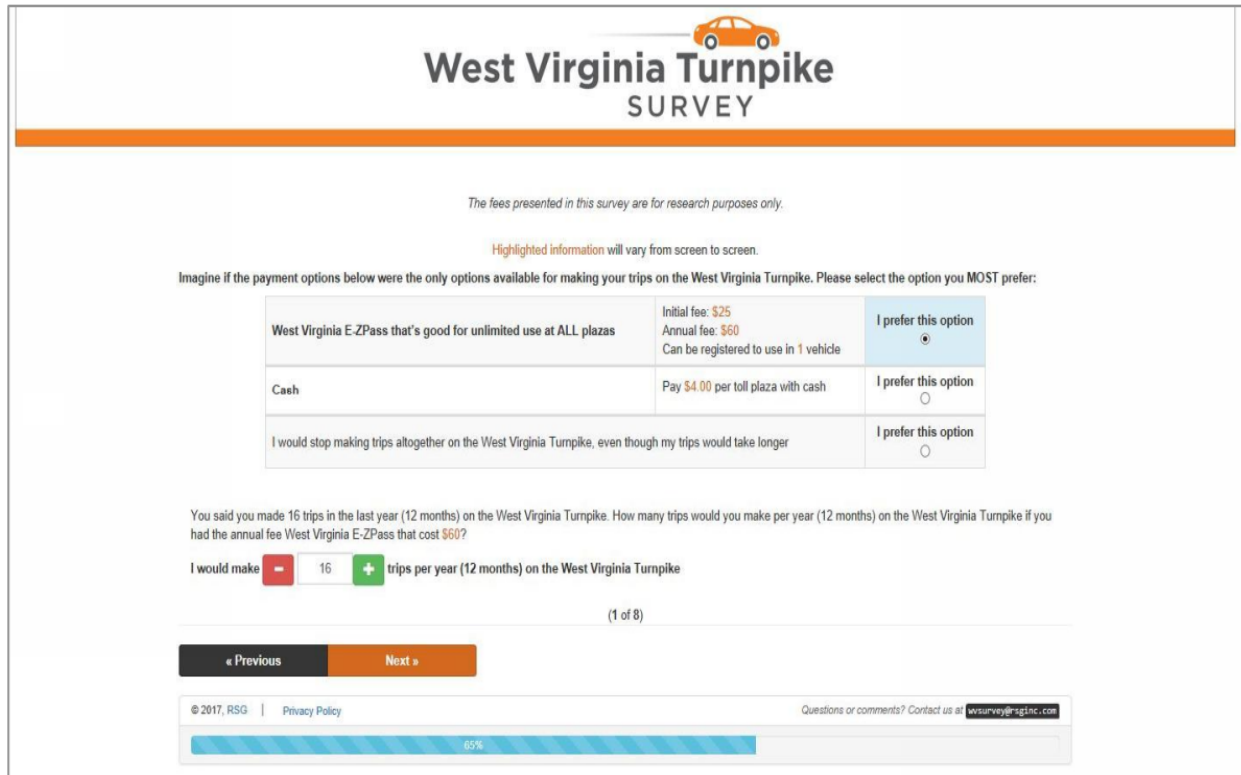 West Virginia Turnpike
SURVEY
The fees presented in this survey are for research purposes only.
Highlighted information will vary from screen to screen.
Imagine if the payment options below were the only options available for making your trips on the West Virginia Turnpike. Please select the option you MOST prefer:
West Virginia E-ZPass that's good for unlimited use at ALL plazas
Initial fee: $25
Annual fee: $60
Can be registered to use in 1 vehicle
I prefer this option
Cash
Pay $4.00 per toll plaza with cash
I prefer this option
I would stop making trips altogether on the West Virginia Turnpike, even though my trips would take longer
I prefer this option
You said you made 16 trips in the last year (12 months) on the West Virginia Turnpike. How many trips would you make per year (12 months) on the West Virginia Turnpike if you
had the annual fee West Virginia E-ZPass that cost $60?
I would make - 16 + trips per year (12 months) on the West Virginia Turnpike
(1 of 8)
« Previous Next »
© 2017, RSG | Privacy Policy Questions or comments? Contact us at wvsurvey@rsginc.com
65%